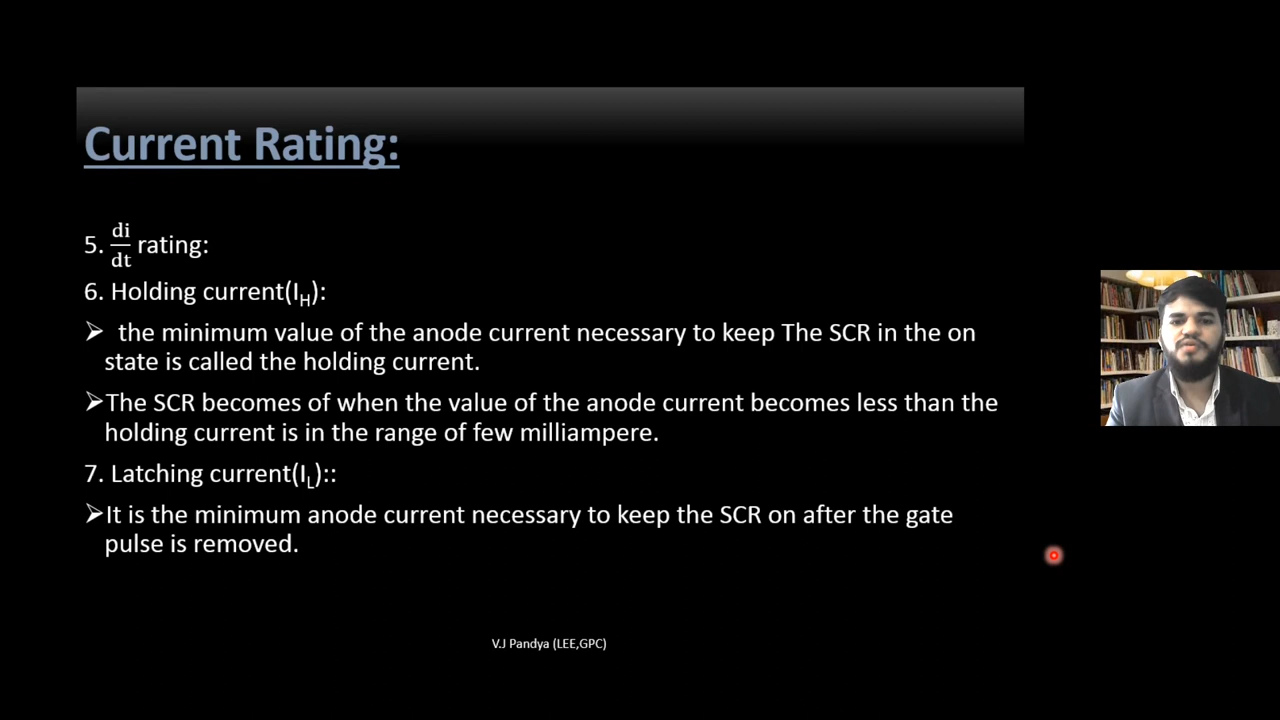 Current Rating:
5. di/dt rating:
6. Holding current(I_H):
➢ the minimum value of the anode current necessary to keep The SCR in the on
state is called the holding current.
➢The SCR becomes of when the value of the anode current becomes less than the
holding current is in the range of few milliampere.
7. Latching current(I_L)::
➢It is the minimum anode current necessary to keep the SCR on after the gate
pulse is removed.
V.J Pandya (LEE,GPC)